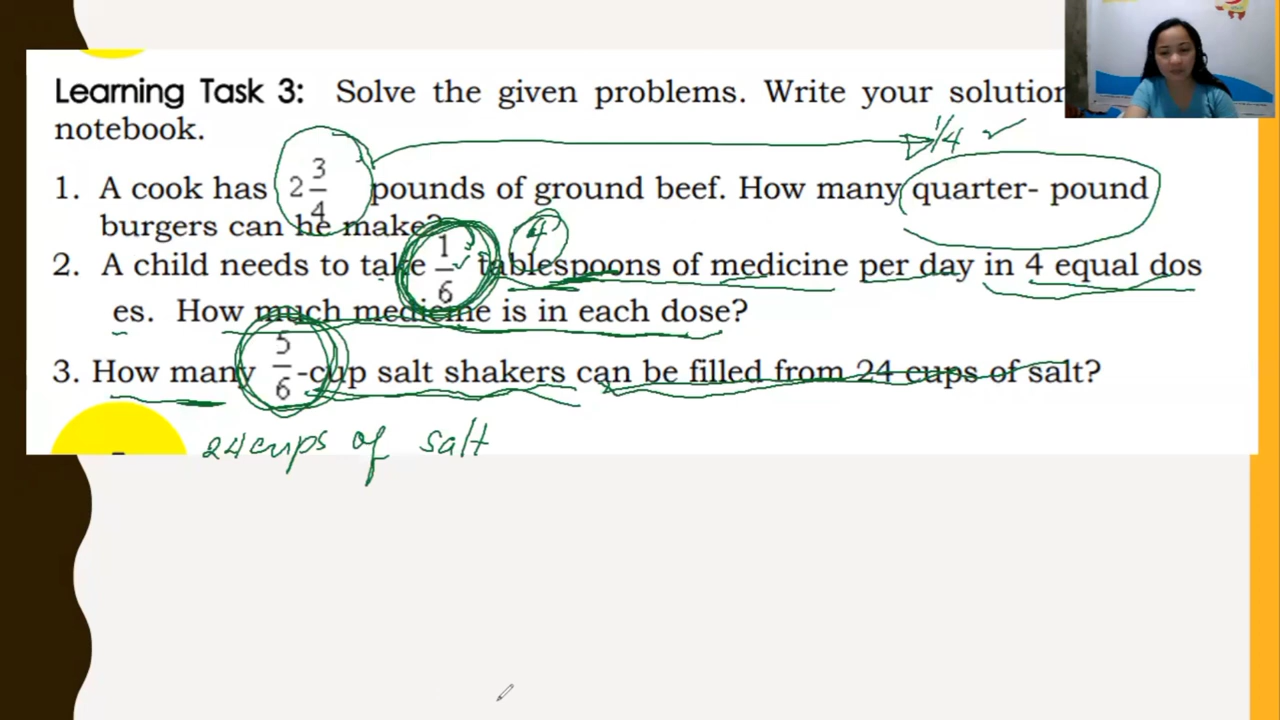 Learning Task 3: Solve the given problems. Write your solution
notebook.
1/4 ✓
1. A cook has 2 3/4 pounds of ground beef. How many quarter- pound
burgers can he make?
4
2. A child needs to take 1/6 tablespoons of medicine per day in 4 equal dos
es. How much medicine is in each dose?
3. How many 5/6 -cup salt shakers can be filled from 24 cups of salt?
24 cups of salt